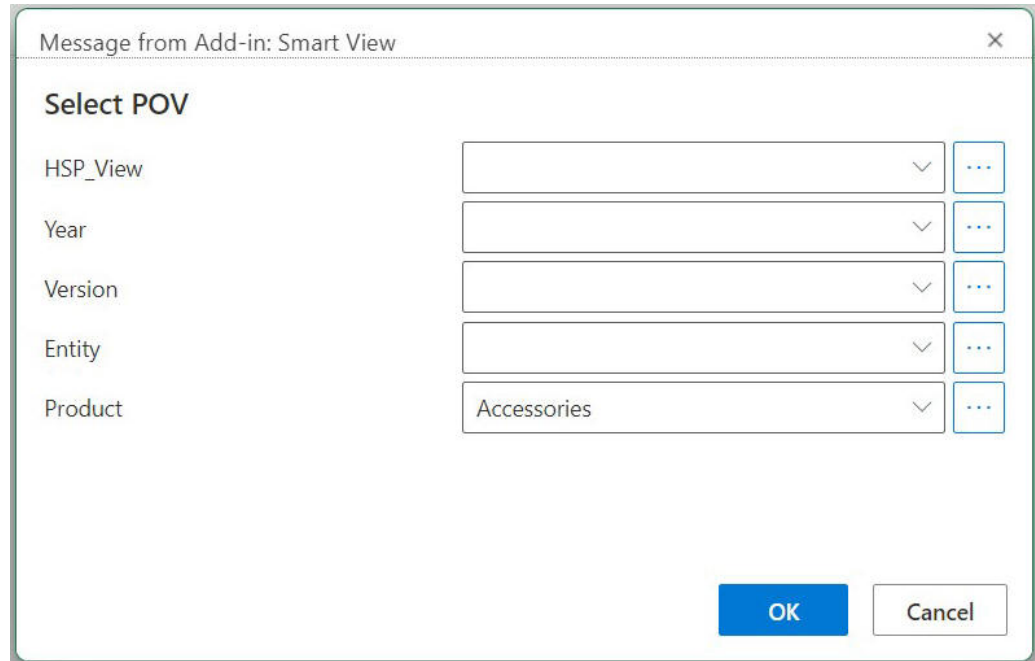 Message from Add-in: Smart View
Select POV
HSP_View
...
Year
...
Version
...
Entity
...
Product Accessories
...
OK Cancel